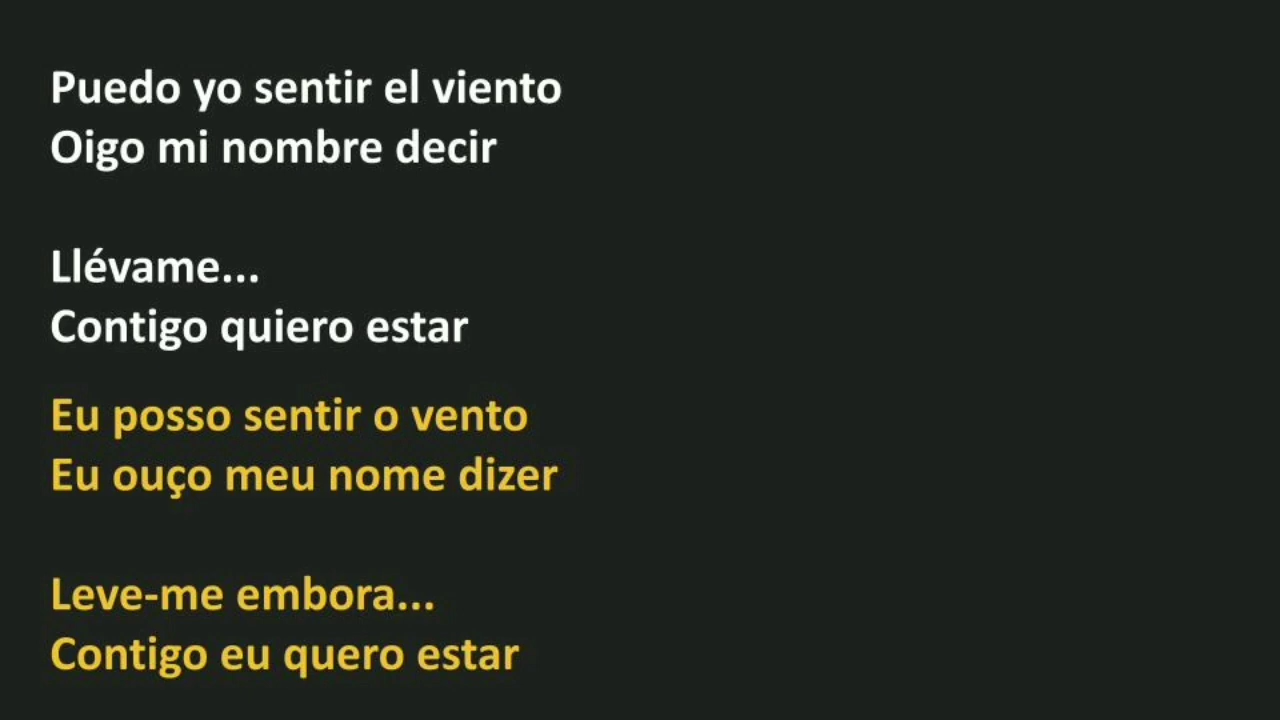 Puedo yo sentir el viento
Oigo mi nombre decir
Llévame...
Contigo quiero estar
Eu posso sentir o vento
Eu ouço meu nome dizer
Leve-me embora...
Contigo eu quero estar